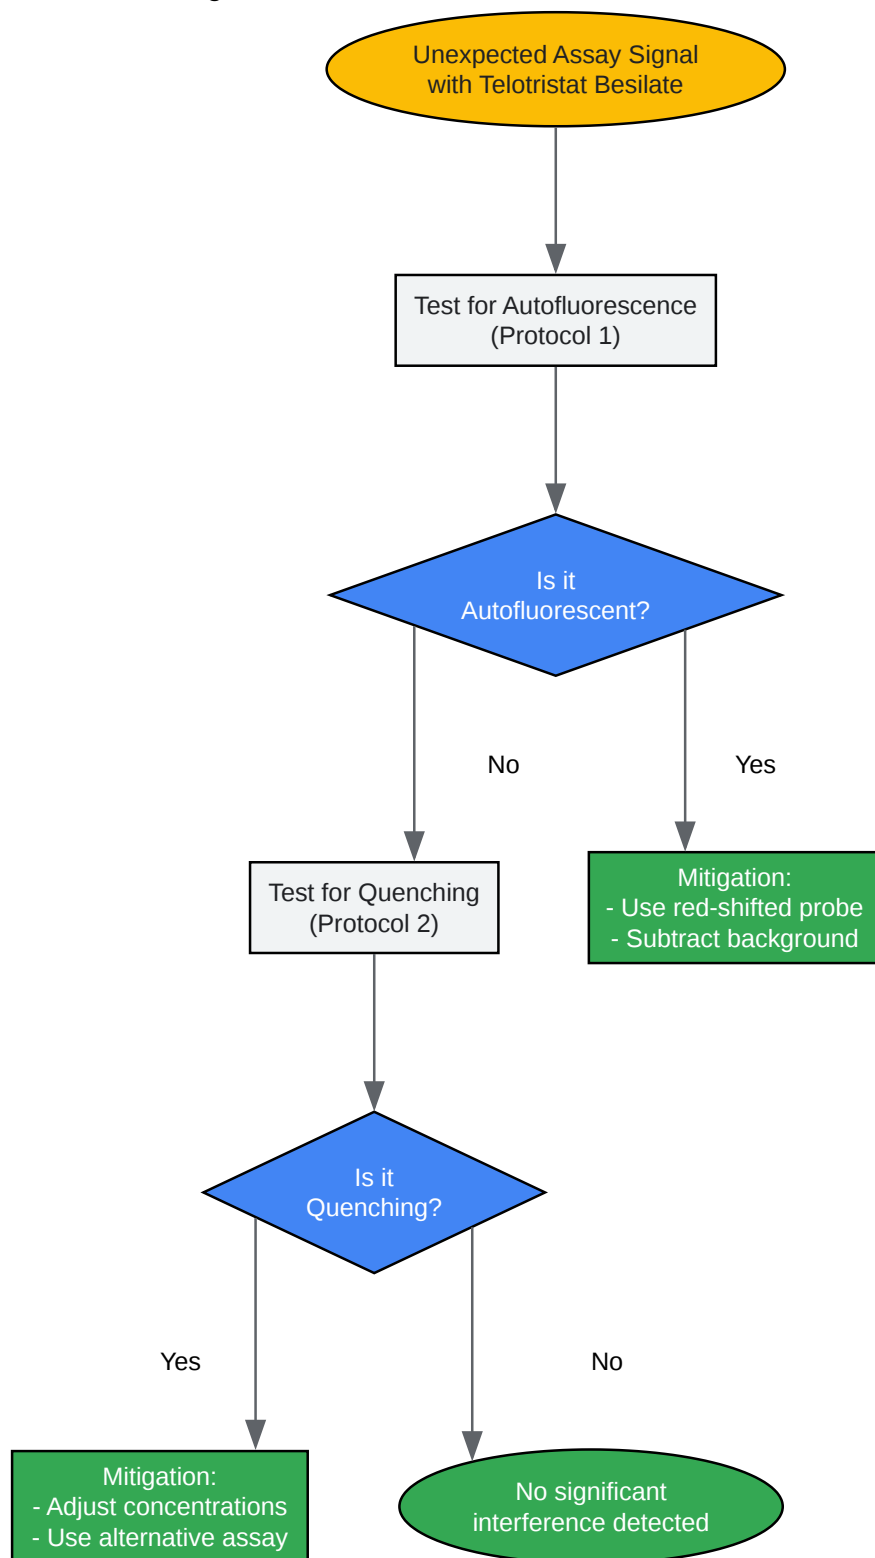 Unexpected Assay Signal
with Telotristat Besilate
Test for Autofluorescence
(Protocol 1)
Is it
Autofluorescent?
No
Yes
Test for Quenching
(Protocol 2)
Mitigation:
- Use red-shifted probe
- Subtract background
Is it
Quenching?
Yes
No
Mitigation:
- Adjust concentrations
- Use alternative assay
No significant
interference detected